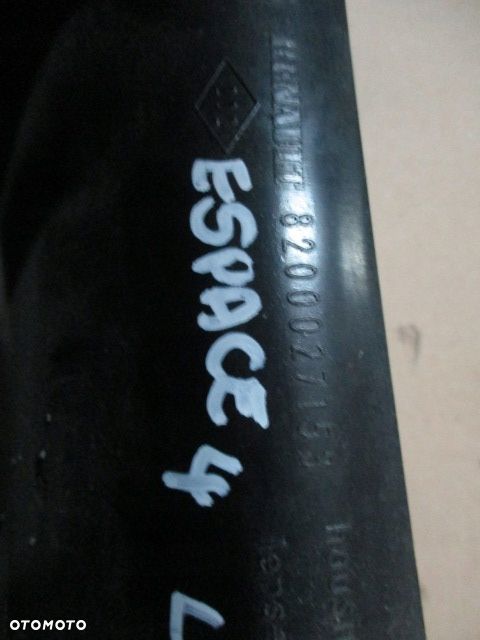 RENAULT 8200027153
ESPACE 4 L
OTOMOTO